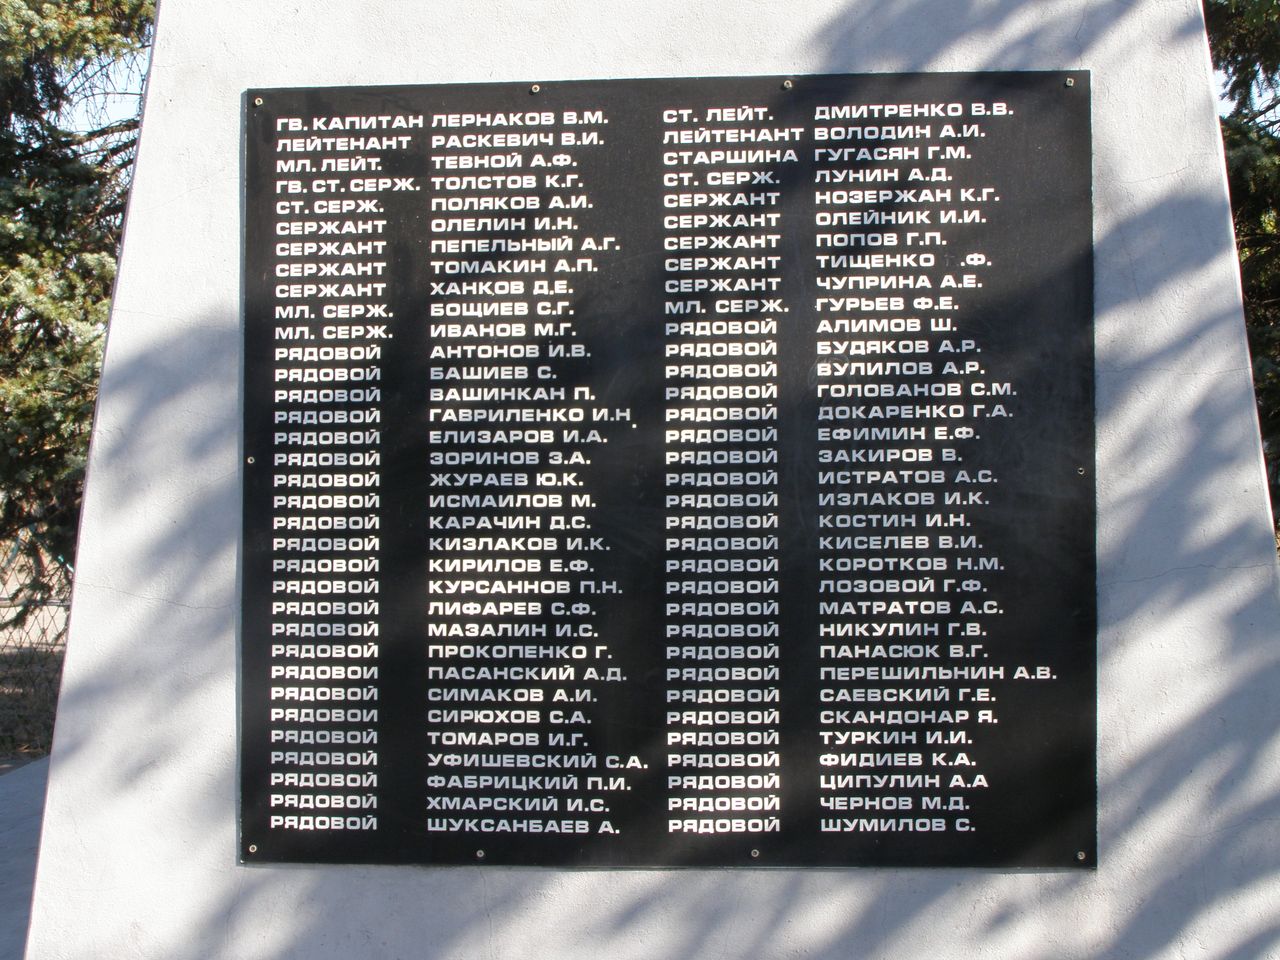 ГВ. КАПИТАН ЛЕРНАКОВ В.М.
ЛЕЙТЕНАНТ РАСКЕВИЧ В.И.
МЛ. ЛЕЙТ. ТЕВНОЙ А.Ф.
ГВ. СТ. СЕРЖ. ТОЛСТОВ К.Г.
СТ. СЕРЖ. ПОЛЯКОВ А.И.
СЕРЖАНТ ОЛЕЛИН И.Н.
СЕРЖАНТ ПЕПЕЛЬНЫЙ А.Г.
СЕРЖАНТ ТОМАКИН А.П.
СЕРЖАНТ ХАНКОВ Д.Е.
МЛ. СЕРЖ. БОЩИЕВ С.Г.
МЛ. СЕРЖ. ИВАНОВ М.Г.
РЯДОВОЙ АНТОНОВ И.В.
РЯДОВОЙ БАШИЕВ С.
РЯДОВОЙ ВАШИНКАН П.
РЯДОВОЙ ГАВРИЛЕНКО И.Н.
РЯДОВОЙ ЕЛИЗАРОВ И.А.
РЯДОВОЙ ЗОРИНОВ З.А.
РЯДОВОЙ ЖУРАЕВ Ю.К.
РЯДОВОЙ ИСМАИЛОВ М.
РЯДОВОЙ КАРАЧИН Д.С.
РЯДОВОЙ КИЗЛАКОВ И.К.
РЯДОВОЙ КИРИЛОВ Е.Ф.
РЯДОВОЙ КУРСАННОВ П.Н.
РЯДОВОЙ ЛИФАРЕВ С.Ф.
РЯДОВОЙ МАЗАЛИН И.С.
РЯДОВОЙ ПРОКОПЕНКО Г.
РЯДОВОЙ ПАСАНСКИЙ А.Д.
РЯДОВОЙ СИМАКОВ А.И.
РЯДОВОЙ СИРЮХОВ С.А.
РЯДОВОЙ ТОМАРОВ И.Г.
РЯДОВОЙ УФИШЕВСКИЙ С.А.
РЯДОВОЙ ФАБРИЦКИЙ П.И.
РЯДОВОЙ ХМАРСКИЙ И.С.
РЯДОВОЙ ШУКСАНБАЕВ А.
СТ. ЛЕЙТ. ДМИТРЕНКО В.В.
ЛЕЙТЕНАНТ ВОЛОДИН А.И.
СТАРШИНА ГУГАСЯН Г.М.
СТ. СЕРЖ. ЛУНИН А.Д.
СЕРЖАНТ НОЗЕРЖАН К.Г.
СЕРЖАНТ ОЛЕЙНИК И.И.
СЕРЖАНТ ПОПОВ Г.П.
СЕРЖАНТ ТИЩЕНКО .Ф.
СЕРЖАНТ ЧУПРИНА А.Е.
МЛ. СЕРЖ. ГУРЬЕВ Ф.Е.
РЯДОВОЙ АЛИМОВ Ш.
РЯДОВОЙ БУДЯКОВ А.Р.
РЯДОВОЙ ВУЛИЛОВ А.Р.
РЯДОВОЙ ГОЛОВАНОВ С.М.
РЯДОВОЙ ДОКАРЕНКО Г.А.
РЯДОВОЙ ЕФИМИН Е.Ф.
РЯДОВОЙ ЗАКИРОВ В.
РЯДОВОЙ ИСТРАТОВ А.С.
РЯДОВОЙ ИЗЛАКОВ И.К.
РЯДОВОЙ КОСТИН И.Н.
РЯДОВОЙ КИСЕЛЕВ В.И.
РЯДОВОЙ КОРОТКОВ Н.М.
РЯДОВОЙ ЛОЗОВОЙ Г.Ф.
РЯДОВОЙ МАТРАТОВ А.С.
РЯДОВОЙ НИКУЛИН Г.В.
РЯДОВОЙ ПАНАСЮК В.Г.
РЯДОВОЙ ПЕРЕШИЛЬНИН А.В.
РЯДОВОЙ САЕВСКИЙ Г.Е.
РЯДОВОЙ СКАНДОНАР Я.
РЯДОВОЙ ТУРКИН И.И.
РЯДОВОЙ ФИДИЕВ К.А.
РЯДОВОЙ ЦИПУЛИН А.А
РЯДОВОЙ ЧЕРНОВ М.Д.
РЯДОВОЙ ШУМИЛОВ С.